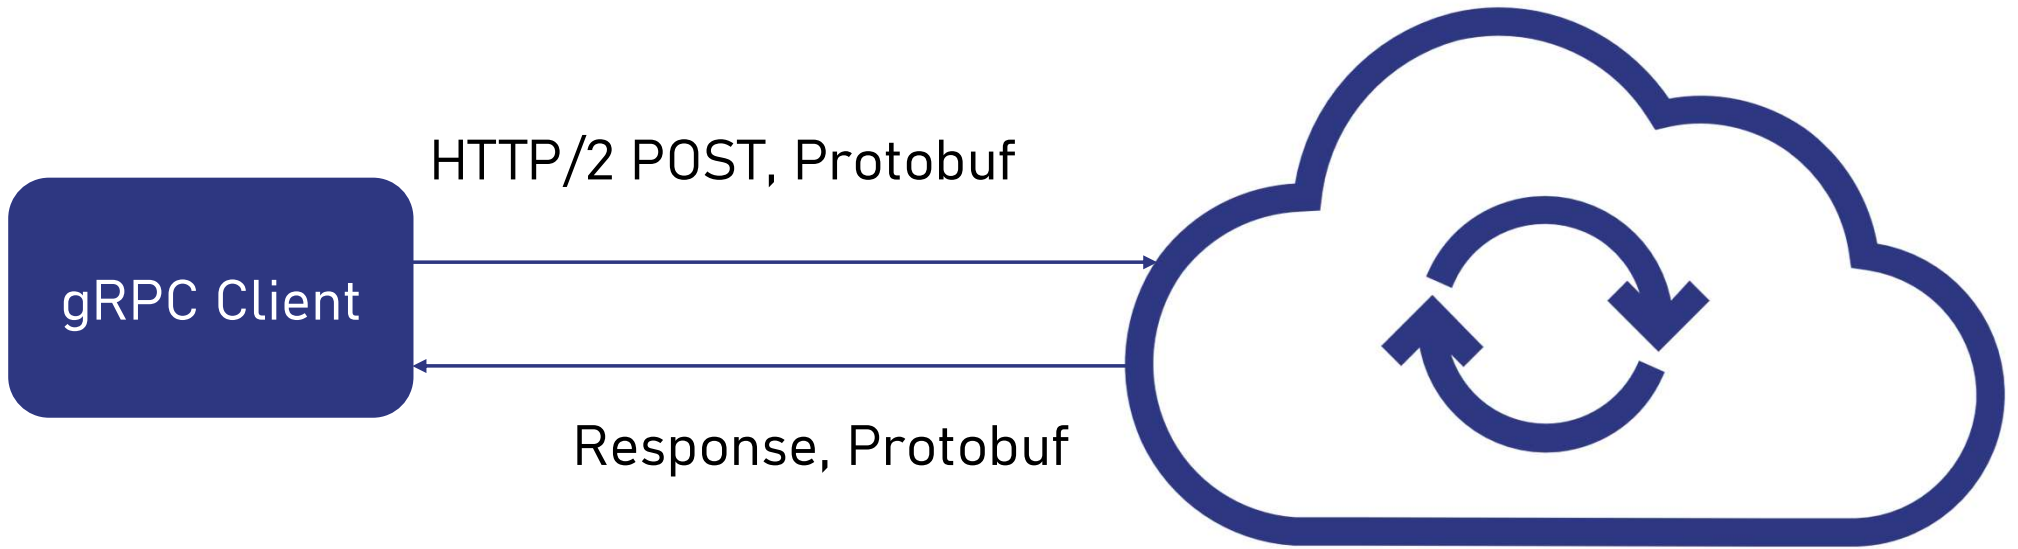 HTTP/2 POST, Protobuf
gRPC Client
Response, Protobuf